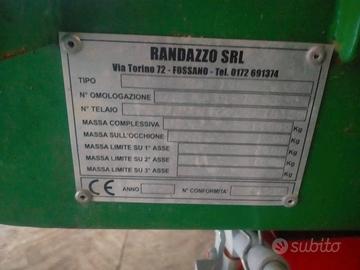 RANDAZZO SRL
Via Torino 72 - FOSSANO - Tel. 0172 691374
TIPO
N° OMOLOGAZIONE
N° TELAIO
MASSA COMPLESSIVA Kg
MASSA SULL'OCCHIONE Kg
MASSA LIMITE SU 1° ASSE Kg
MASSA LIMITE SU 2° ASSE Kg
MASSA LIMITE SU 3° ASSE Kg
CE ANNO N° CONFORMITA'
subito